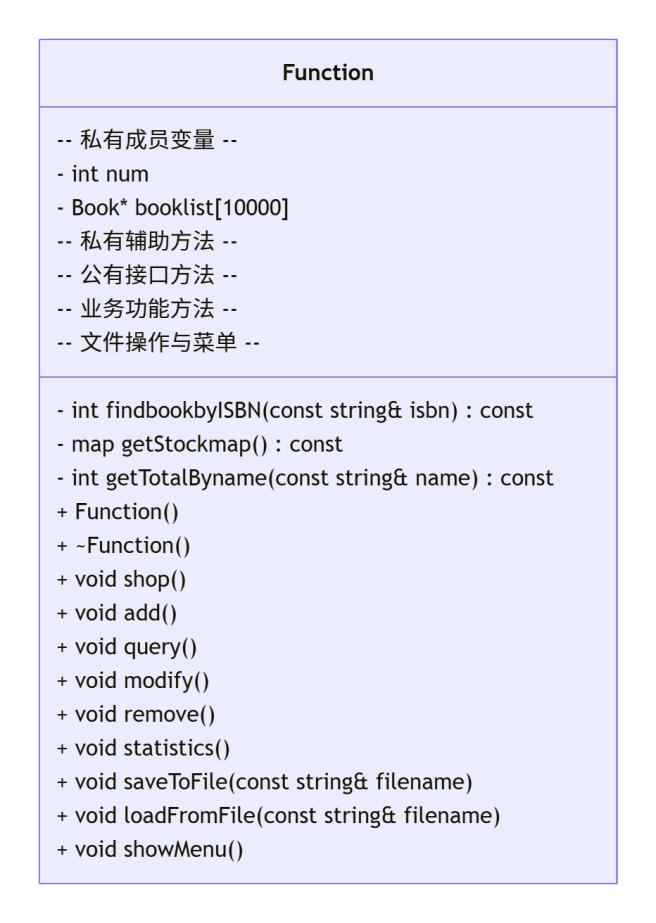 Function
-- 私有成员变量 --
- int num
- Book* booklist[10000]
-- 私有辅助方法 --
-- 公有接口方法 --
-- 业务功能方法 --
-- 文件操作与菜单 --
- int findbookbyISBN(const string& isbn) : const
- map getStockmap() : const
- int getTotalByname(const string& name) : const
+ Function()
+ ~Function()
+ void shop()
+ void add()
+ void query()
+ void modify()
+ void remove()
+ void statistics()
+ void saveToFile(const string& filename)
+ void loadFromFile(const string& filename)
+ void showMenu()